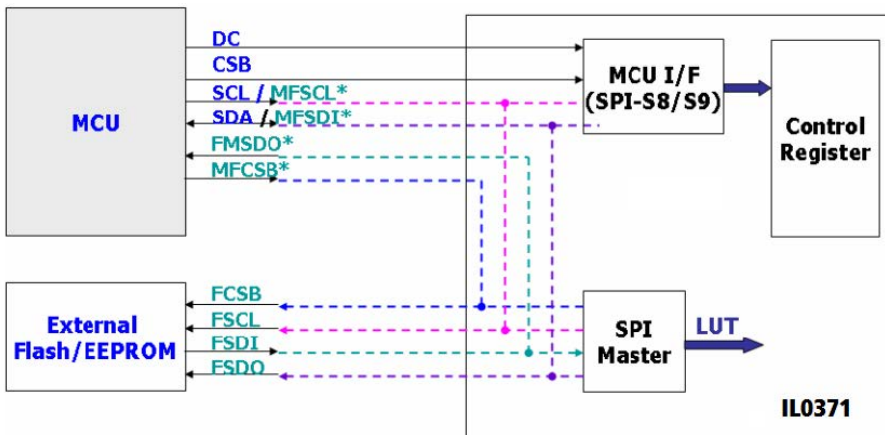 MCU
DC
CSB
SCL / MFSCL*
SDA / MFSDI*
FMSDO*
MFCSB*
MCU I/F
(SPI-S8/S9)
Control
Register
External
Flash/EEPROM
FCSB
FSCL
FSDI
FSDO
SPI
Master
LUT
IL0371